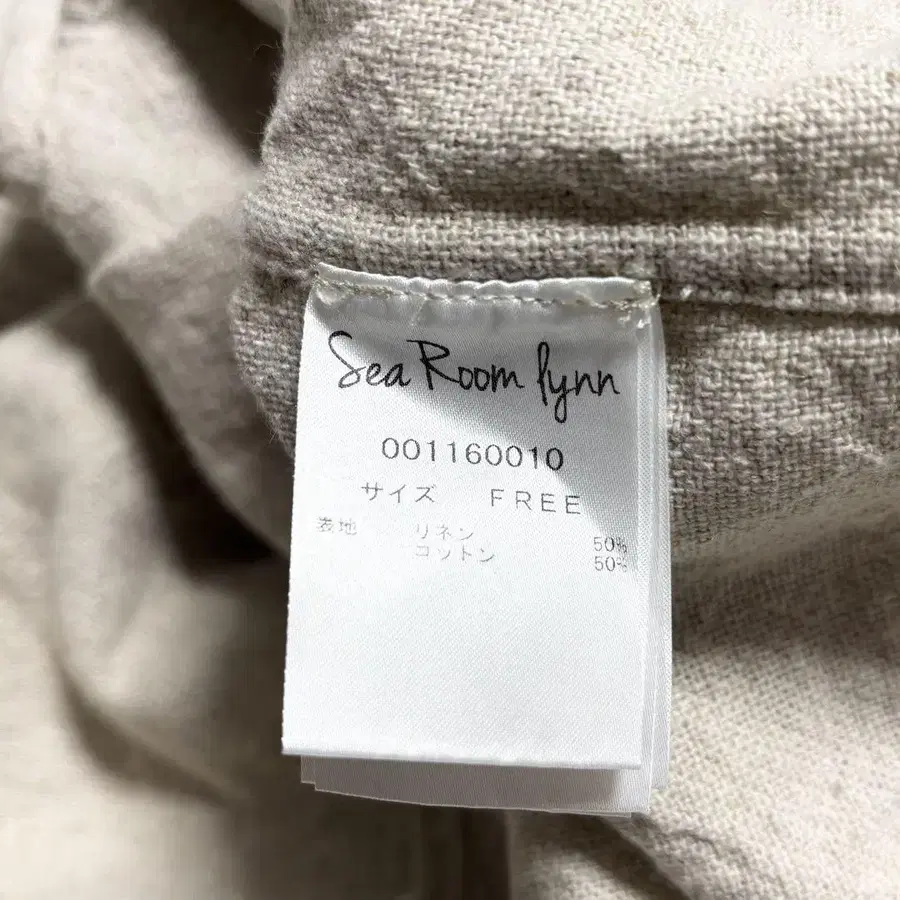 Sea Room lynn
001160010
サイズ FREE
表地 リネン 50%
コットン 50%